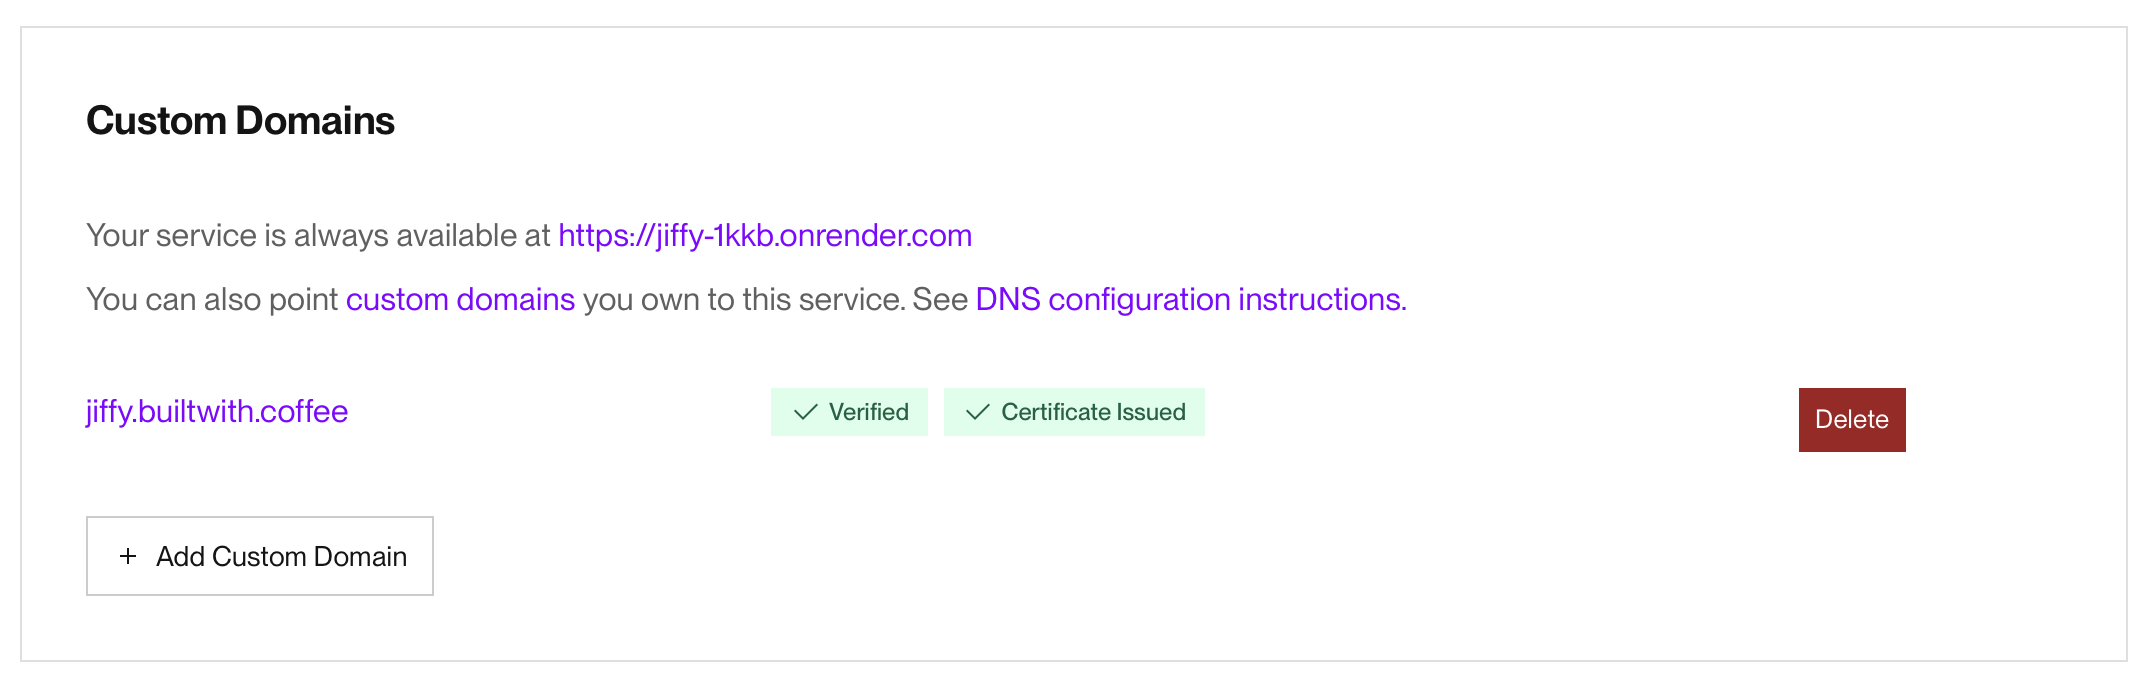 Custom Domains
Your service is always available at https://jiffy-1kkb.onrender.com
You can also point custom domains you own to this service. See DNS configuration instructions.
jiffy.builtwith.coffee Verified Certificate Issued Delete
+ Add Custom Domain